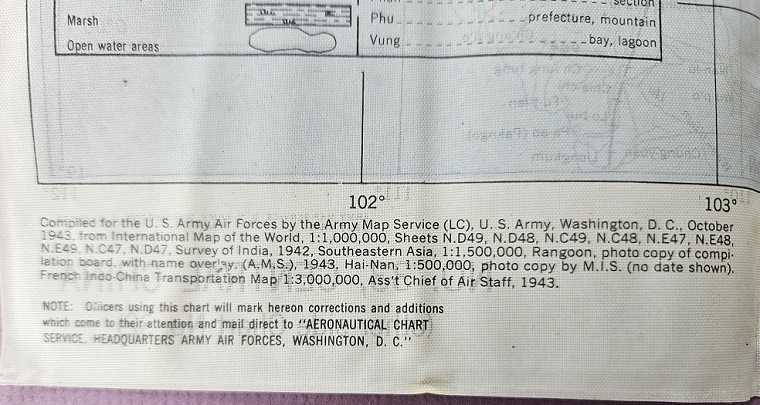 section
Marsh
Phu prefecture, mountain
Open water areas
Vung bay, lagoon
102° 103°
Compiled for the U. S. Army Air Forces by the Army Map Service (LC), U. S. Army, Washington, D. C., October
1943, from International Map of the World, 1:1,000,000, Sheets N.D49, N.D48, N.C49, N.C48, N.E47, N.E48,
N.E49, N.C47, N.D47, Survey of India, 1942, Southeastern Asia, 1:1,500,000, Rangoon, photo copy of compi-
lation board, with name overlay, (A.M.S.), 1943. Hai-Nan, 1:500,000, photo copy by M.I.S. (no date shown).
French Indo-China Transportation Map 1:3,000,000, Ass't Chief of Air Staff, 1943.
NOTE: Officers using this chart will mark hereon corrections and additions
which come to their attention and mail direct to "AERONAUTICAL CHART
SERVICE, HEADQUARTERS ARMY AIR FORCES, WASHINGTON, D. C."